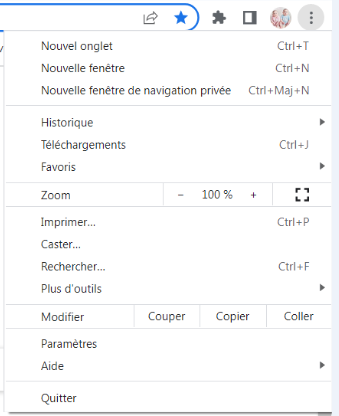 Nouvel onglet Ctrl+T
Nouvelle fenêtre Ctrl+N
Nouvelle fenêtre de navigation privée Ctrl+Maj+N
Historique
Téléchargements Ctrl+J
Favoris
Zoom - 100 % +
Imprimer... Ctrl+P
Caster...
Rechercher... Ctrl+F
Plus d'outils
Modifier Couper Copier Coller
Paramètres
Aide
Quitter